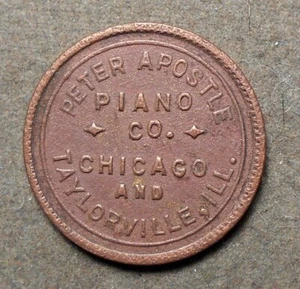 PETER APOSTLE
PIANO
CO.
CHICAGO
AND
TAYLORVILLE, ILL.